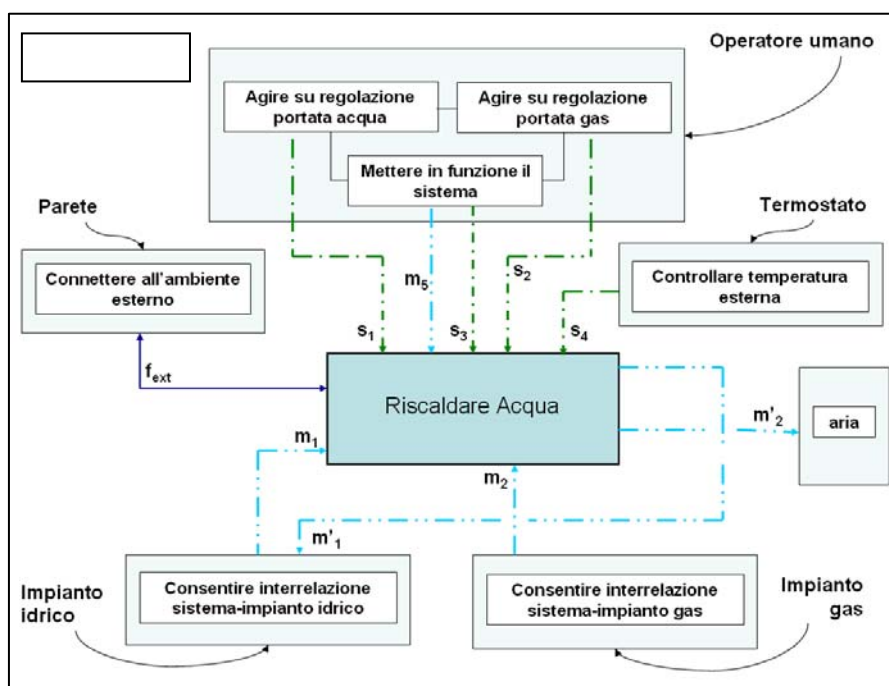 Operatore umano
Agire su regolazione
portata acqua
Agire su regolazione
portata gas
Mettere in funzione il
sistema
Parete
Termostato
Connettere all'ambiente
esterno
Controllare temperatura
esterna
m5
s2
s1
s3
s4
fext
Riscaldare Acqua
m'2
aria
m1
m2
m'1
Impianto
idrico
Consentire interrelazione
sistema-impianto idrico
Consentire interrelazione
sistema-impianto gas
Impianto
gas